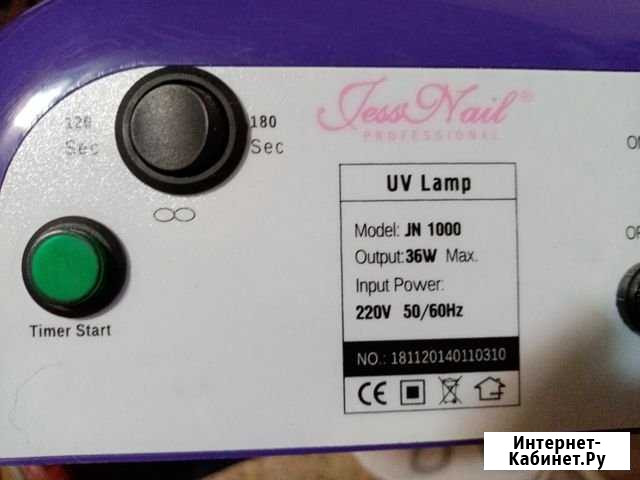 120
Sec
180
Sec
∞
Timer Start
JessNail®
PROFESSIONAL
UV Lamp
Model: JN 1000
Output:36W Max.
Input Power:
220V 50/60Hz
NO.: 181120140110310
CE
Интернет-
Кабинет.Ру